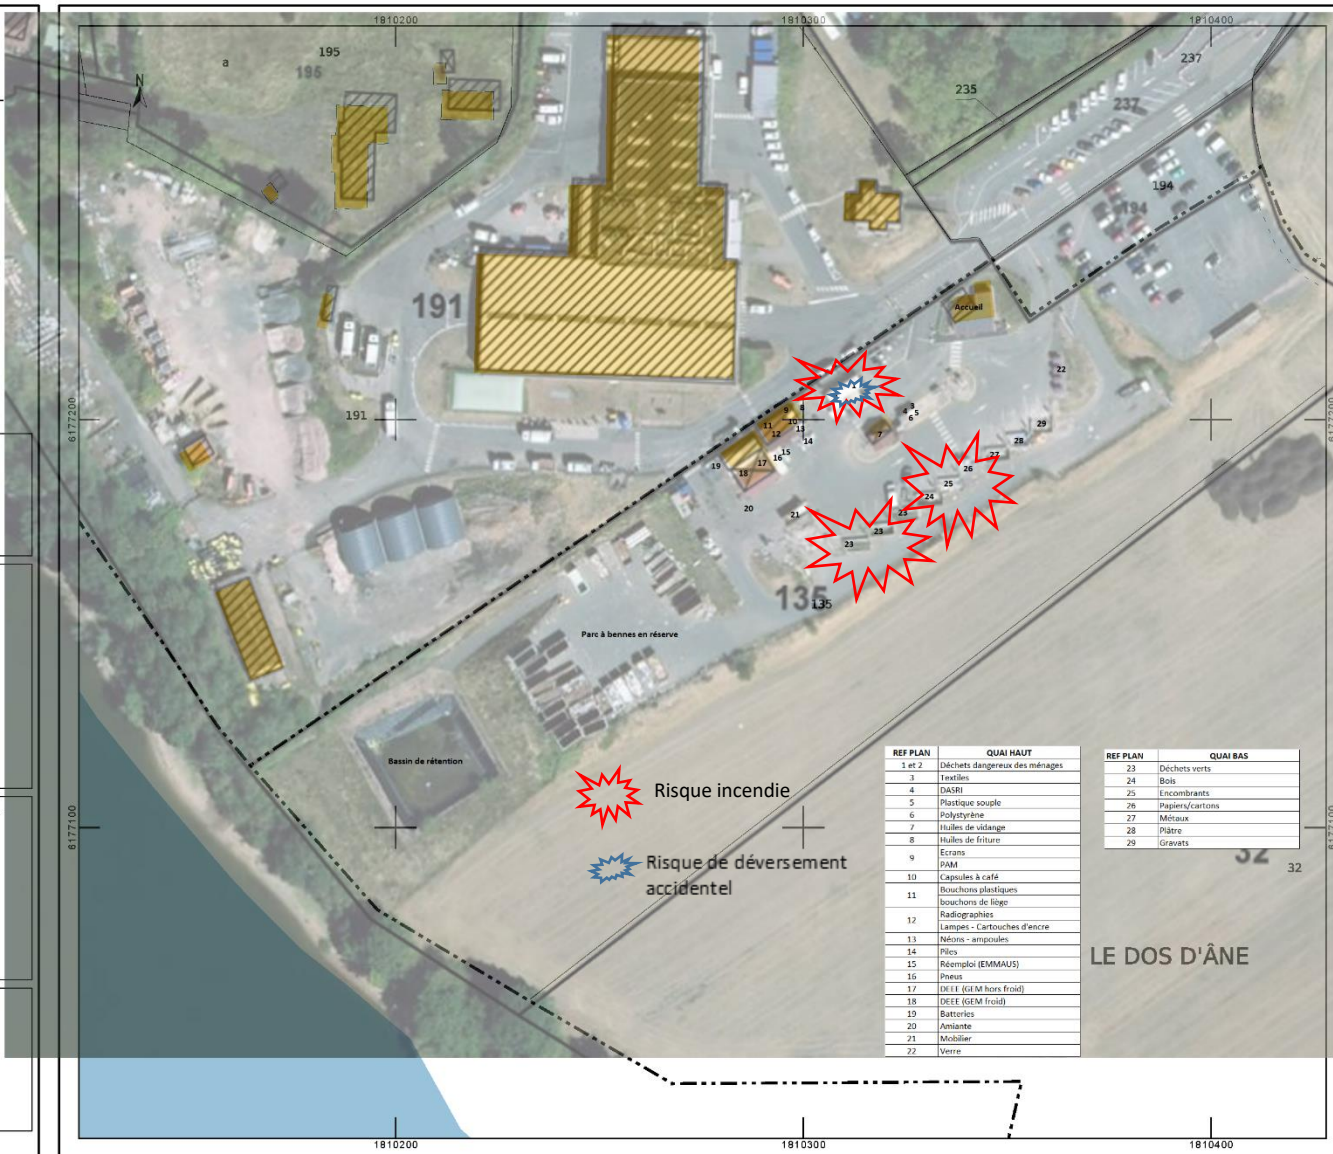 1810200
1810300
1810400
195
a
195
N
237
237
235
194
194
191
191
Accueil
6177200
6177200
1
22
3
4
5
6
7
8
9
10
11
12
13
14
15
16
17
18
19
20
21
29
28
27
26
25
24
23
23
23
135
135
Parc à bennes en réserve
Bassin de rétention
Risque incendie
Risque de déversement
accidentel
REF PLAN QUAI HAUT
1 et 2 Déchets dangereux des ménages
3 Textiles
4 DASRI
5 Plastique souple
6 Polystyrène
7 Huiles de vidange
8 Huiles de friture
9 Ecrans
PAM
10 Capsules à café
11 Bouchons plastiques
bouchons de liège
12 Radiographies
Lampes - Cartouches d'encre
13 Néons - ampoules
14 Piles
15 Réemploi (EMMAUS)
16 Pneus
17 DEEE (GEM hors froid)
18 DEEE (GEM froid)
19 Batteries
20 Amiante
21 Mobilier
22 Verre
REF PLAN QUAI BAS
23 Déchets verts
24 Bois
25 Encombrants
26 Papiers/cartons
27 Métaux
28 Plâtre
29 Gravats
6177100
6177100
32
32
LE DOS D'ÂNE
1810200
1810300
1810400